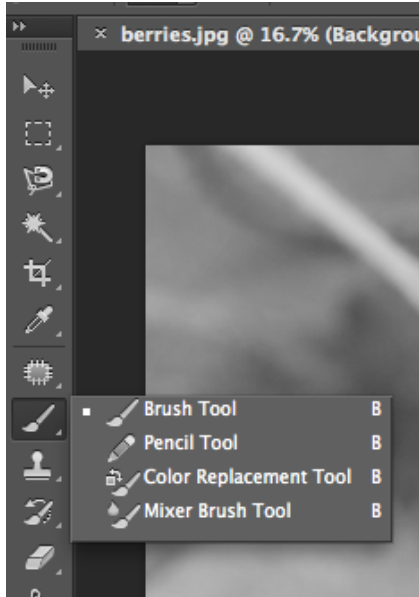 × berries.jpg @ 16.7% (Backgrou
Brush Tool B
Pencil Tool B
Color Replacement Tool B
Mixer Brush Tool B